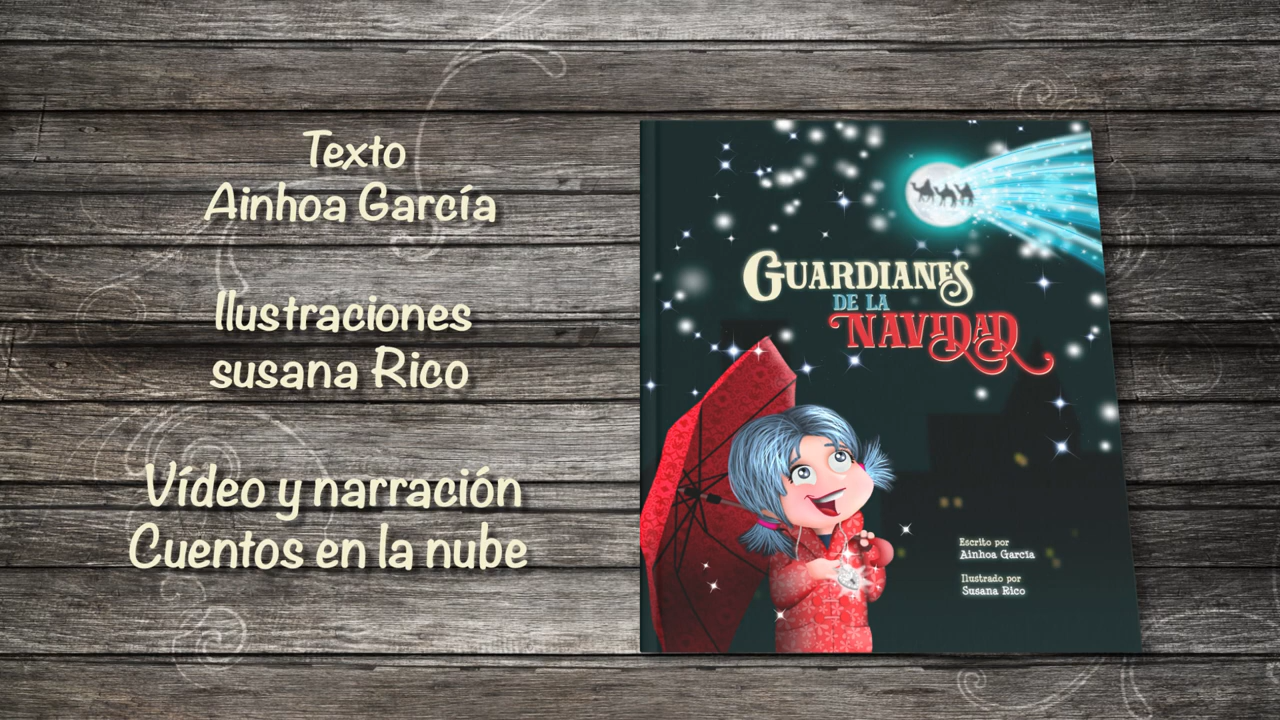 Texto
Ainhoa García
Ilustraciones
susana Rico
Vídeo y narración
Cuentos en la nube
GUARDIANES
DE LA
NAVIDAD
Escrito por
Ainhoa García
Ilustrado por
Susana Rico